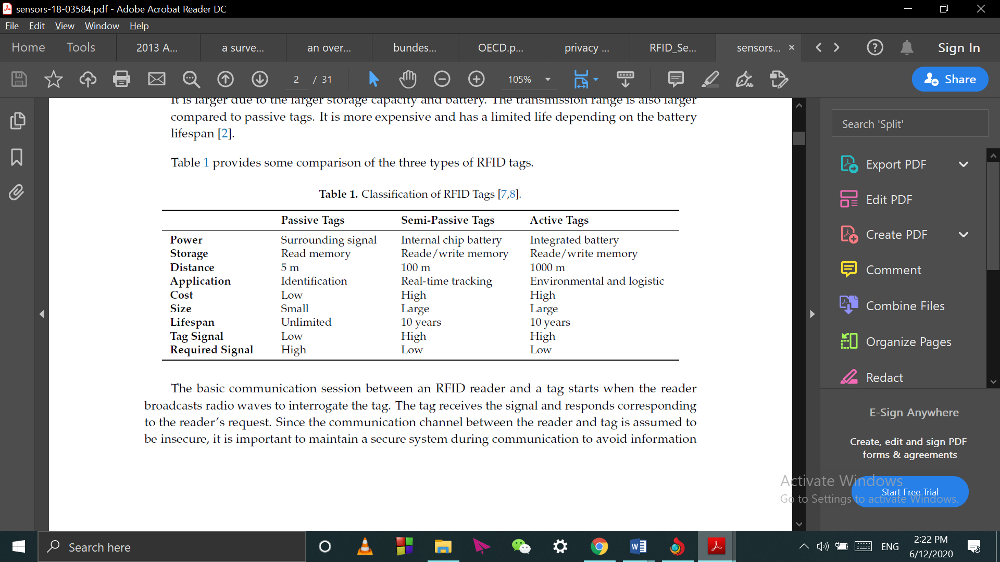 sensors-18-03584.pdf - Adobe Acrobat Reader DC
File Edit View Window Help
Home Tools 2013 A... a surve... an over... bundes... OECD.p... privacy ... RFID_Se... sensors... × Sign In
2 / 31 105% Share
It is larger due to the larger storage capacity and battery. The transmission range is also larger
compared to passive tags. It is more expensive and has a limited life depending on the battery
lifespan [2].
Table 1 provides some comparison of the three types of RFID tags.
Table 1. Classification of RFID Tags [7,8].
Passive Tags Semi-Passive Tags Active Tags
Power Surrounding signal Internal chip battery Integrated battery
Storage Read memory Reade/write memory Reade/write memory
Distance 5 m 100 m 1000 m
Application Identification Real-time tracking Environmental and logistic
Cost Low High High
Size Small Large Large
Lifespan Unlimited 10 years 10 years
Tag Signal Low High High
Required Signal High Low Low
The basic communication session between an RFID reader and a tag starts when the reader
broadcasts radio waves to interrogate the tag. The tag receives the signal and responds corresponding
to the reader's request. Since the communication channel between the reader and tag is assumed to
be insecure, it is important to maintain a secure system during communication to avoid information
Search 'Split'
Export PDF
Edit PDF
Create PDF
Comment
Combine Files
Organize Pages
Redact
E-Sign Anywhere
Create, edit and sign PDF
forms & agreements
Start Free Trial
Activate Windows
Go to Settings to activate Windows.
Search here
ENG
2:22 PM
6/12/2020